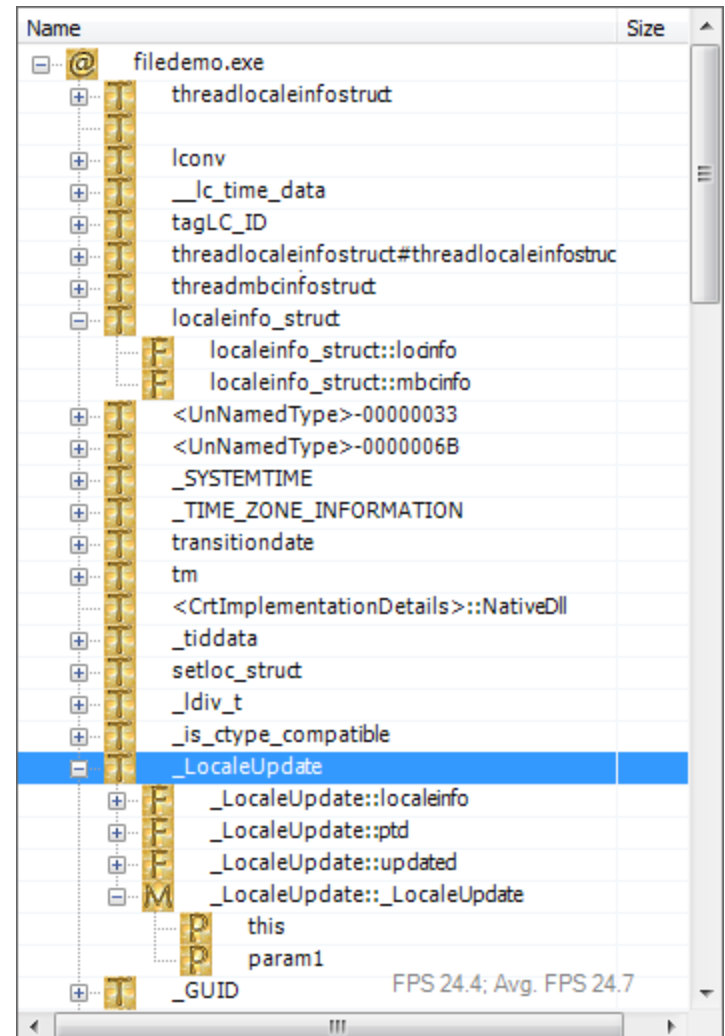 Name Size
@ filedemo.exe
T threadlocaleinfostruct
T
T lconv
T __lc_time_data
T tagLC_ID
T threadlocaleinfostruct#threadlocaleinfostruc
T threadmbcinfostruct
T localeinfo_struct
F localeinfo_struct::locinfo
F localeinfo_struct::mbcinfo
T <UnNamedType>-00000033
T <UnNamedType>-0000006B
T _SYSTEMTIME
T _TIME_ZONE_INFORMATION
T transitiondate
T tm
T <CrtImplementationDetails>::NativeDll
T _tiddata
T setloc_struct
T _ldiv_t
T _is_ctype_compatible
T _LocaleUpdate
F _LocaleUpdate::localeinfo
F _LocaleUpdate::ptd
F _LocaleUpdate::updated
M _LocaleUpdate::_LocaleUpdate
P this
P param1
T _GUID FPS 24.4; Avg. FPS 24.7